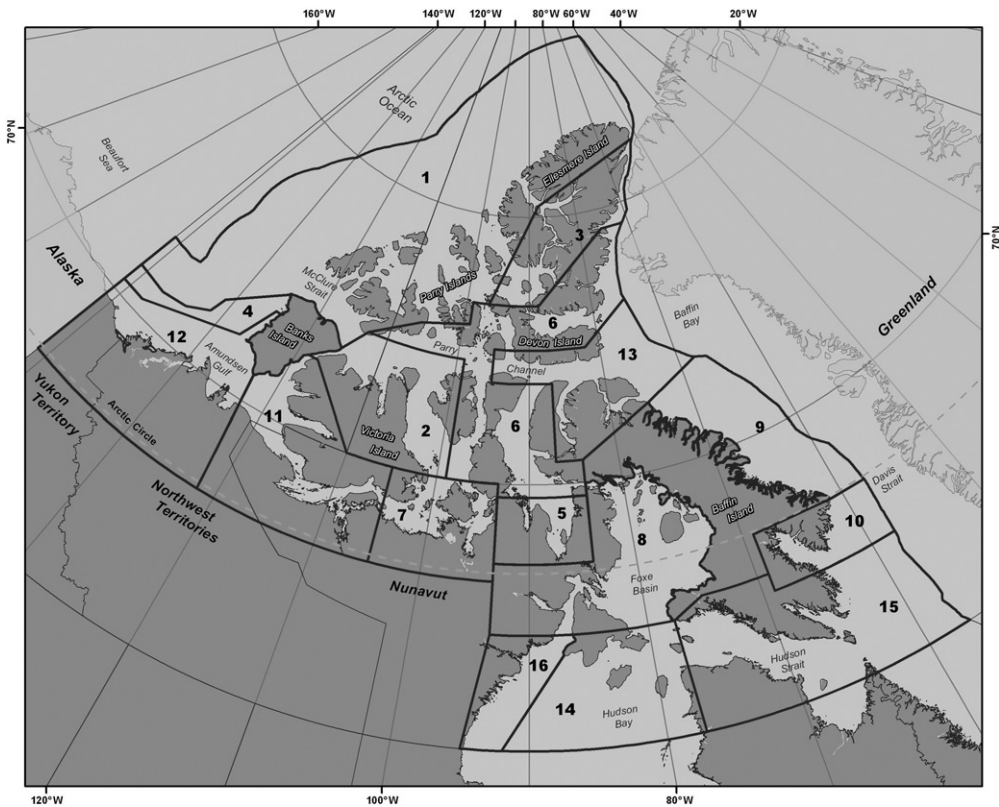 160°W 140°W 120°W 100°W 80°W 60°W 40°W 20°W
70°N
Arctic
Ocean
Beaufort
Sea
1
Ellesmere Island
3
70°N
Alaska
McClure
Strait
Parry Islands
Greenland
4
Banks
Island
6
Devon Island
Baffin
Bay
12
Amundsen
Gulf
Parry
Channel
13
Yukon
Territory
Arctic Circle
11
Victoria
Island
2
6
9
Davis
Strait
Northwest
Territories
7
5
8
Baffin
Island
10
Nunavut
Foxe
Basin
15
16
Hudson
Strait
14
Hudson
Bay
120°W 100°W 80°W